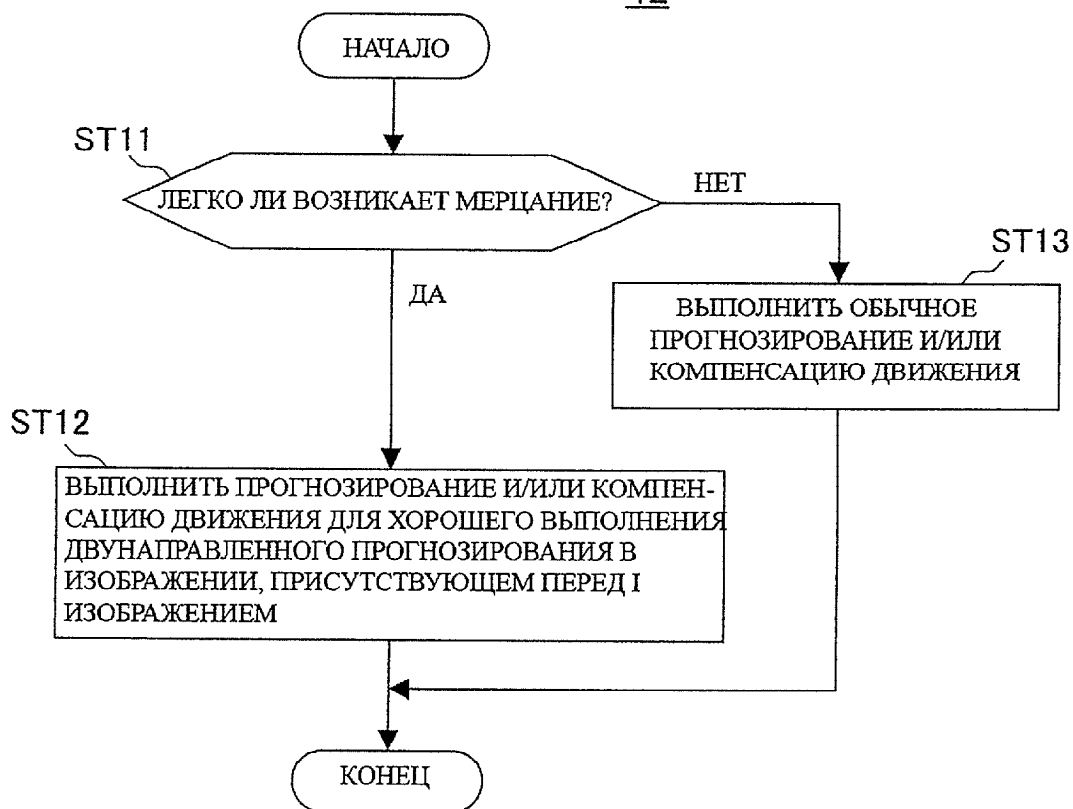 НАЧАЛО
ST11
ЛЕГКО ЛИ ВОЗНИКАЕТ МЕРЦАНИЕ?
НЕТ
ST13
ДА
ВЫПОЛНИТЬ ОБЫЧНОЕ
ПРОГНОЗИРОВАНИЕ И/ИЛИ
КОМПЕНСАЦИЮ ДВИЖЕНИЯ
ST12
ВЫПОЛНИТЬ ПРОГНОЗИРОВАНИЕ И/ИЛИ КОМПЕН-
САЦИЮ ДВИЖЕНИЯ ДЛЯ ХОРОШЕГО ВЫПОЛНЕНИЯ
ДВУНАПРАВЛЕННОГО ПРОГНОЗИРОВАНИЯ В
ИЗОБРАЖЕНИИ, ПРИСУТСТВУЮЩЕМ ПЕРЕД I
ИЗОБРАЖЕНИЕМ
КОНЕЦ